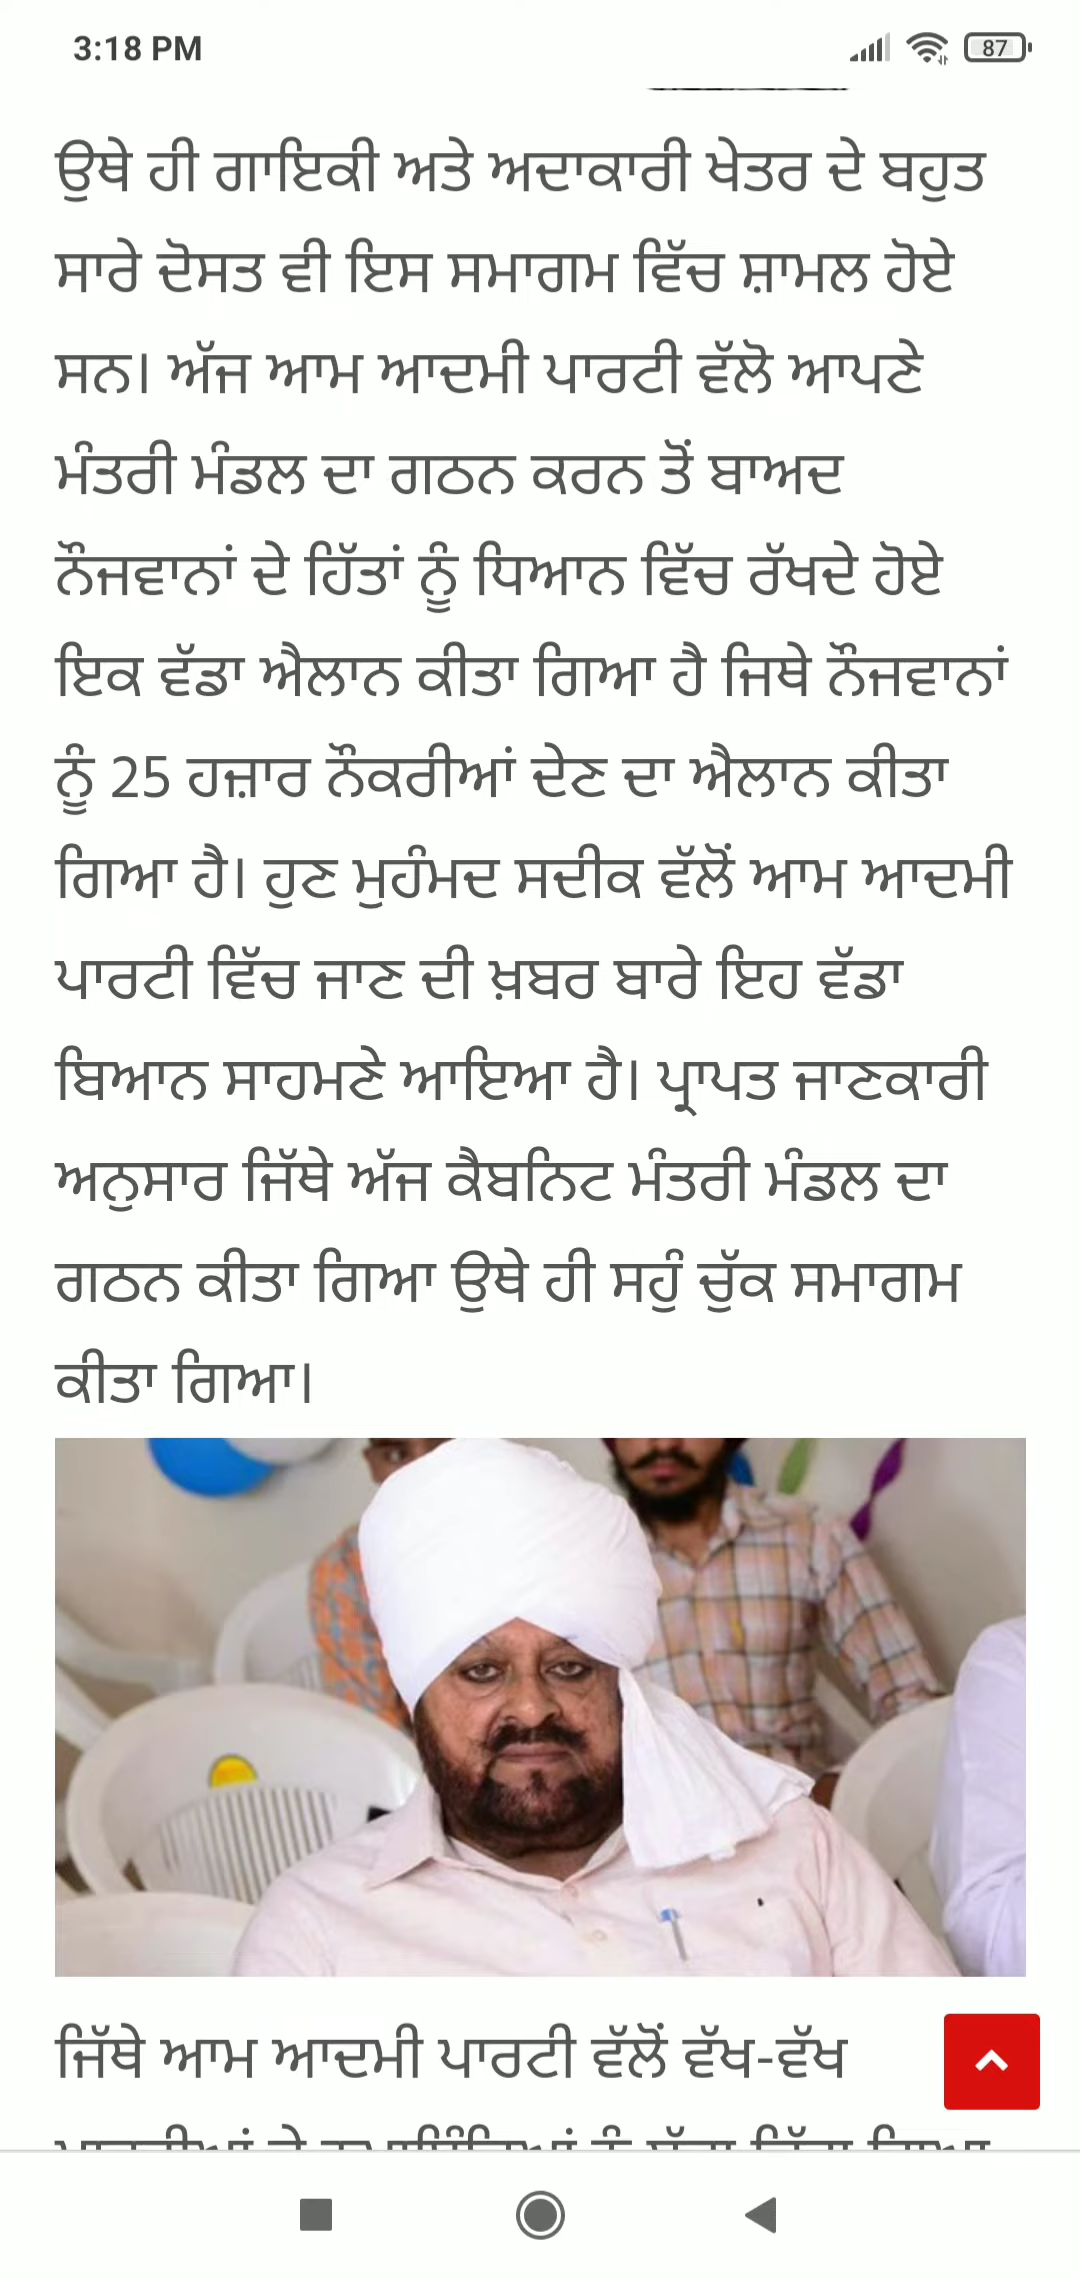 3:18 PM
87
ਉਥੇ ਹੀ ਗਾਇਕੀ ਅਤੇ ਅਦਾਕਾਰੀ ਖੇਤਰ ਦੇ ਬਹੁਤ
ਸਾਰੇ ਦੋਸਤ ਵੀ ਇਸ ਸਮਾਗਮ ਵਿੱਚ ਸ਼ਾਮਲ ਹੋਏ
ਸਨ। ਅੱਜ ਆਮ ਆਦਮੀ ਪਾਰਟੀ ਵੱਲੋ ਆਪਣੇ
ਮੰਤਰੀ ਮੰਡਲ ਦਾ ਗਠਨ ਕਰਨ ਤੋਂ ਬਾਅਦ
ਨੌਜਵਾਨਾਂ ਦੇ ਹਿੱਤਾਂ ਨੂੰ ਧਿਆਨ ਵਿੱਚ ਰੱਖਦੇ ਹੋਏ
ਇਕ ਵੱਡਾ ਐਲਾਨ ਕੀਤਾ ਗਿਆ ਹੈ ਜਿਥੇ ਨੌਜਵਾਨਾਂ
ਨੂੰ 25 ਹਜ਼ਾਰ ਨੌਕਰੀਆਂ ਦੇਣ ਦਾ ਐਲਾਨ ਕੀਤਾ
ਗਿਆ ਹੈ। ਹੁਣ ਮੁਹੰਮਦ ਸਦੀਕ ਵੱਲੋਂ ਆਮ ਆਦਮੀ
ਪਾਰਟੀ ਵਿੱਚ ਜਾਣ ਦੀ ਖ਼ਬਰ ਬਾਰੇ ਇਹ ਵੱਡਾ
ਬਿਆਨ ਸਾਹਮਣੇ ਆਇਆ ਹੈ। ਪ੍ਰਾਪਤ ਜਾਣਕਾਰੀ
ਅਨੁਸਾਰ ਜਿੱਥੇ ਅੱਜ ਕੈਬਨਿਟ ਮੰਤਰੀ ਮੰਡਲ ਦਾ
ਗਠਨ ਕੀਤਾ ਗਿਆ ਉਥੇ ਹੀ ਸਹੁੰ ਚੁੱਕ ਸਮਾਗਮ
ਕੀਤਾ ਗਿਆ।
ਜਿੱਥੇ ਆਮ ਆਦਮੀ ਪਾਰਟੀ ਵੱਲੋਂ ਵੱਖ-ਵੱਖ